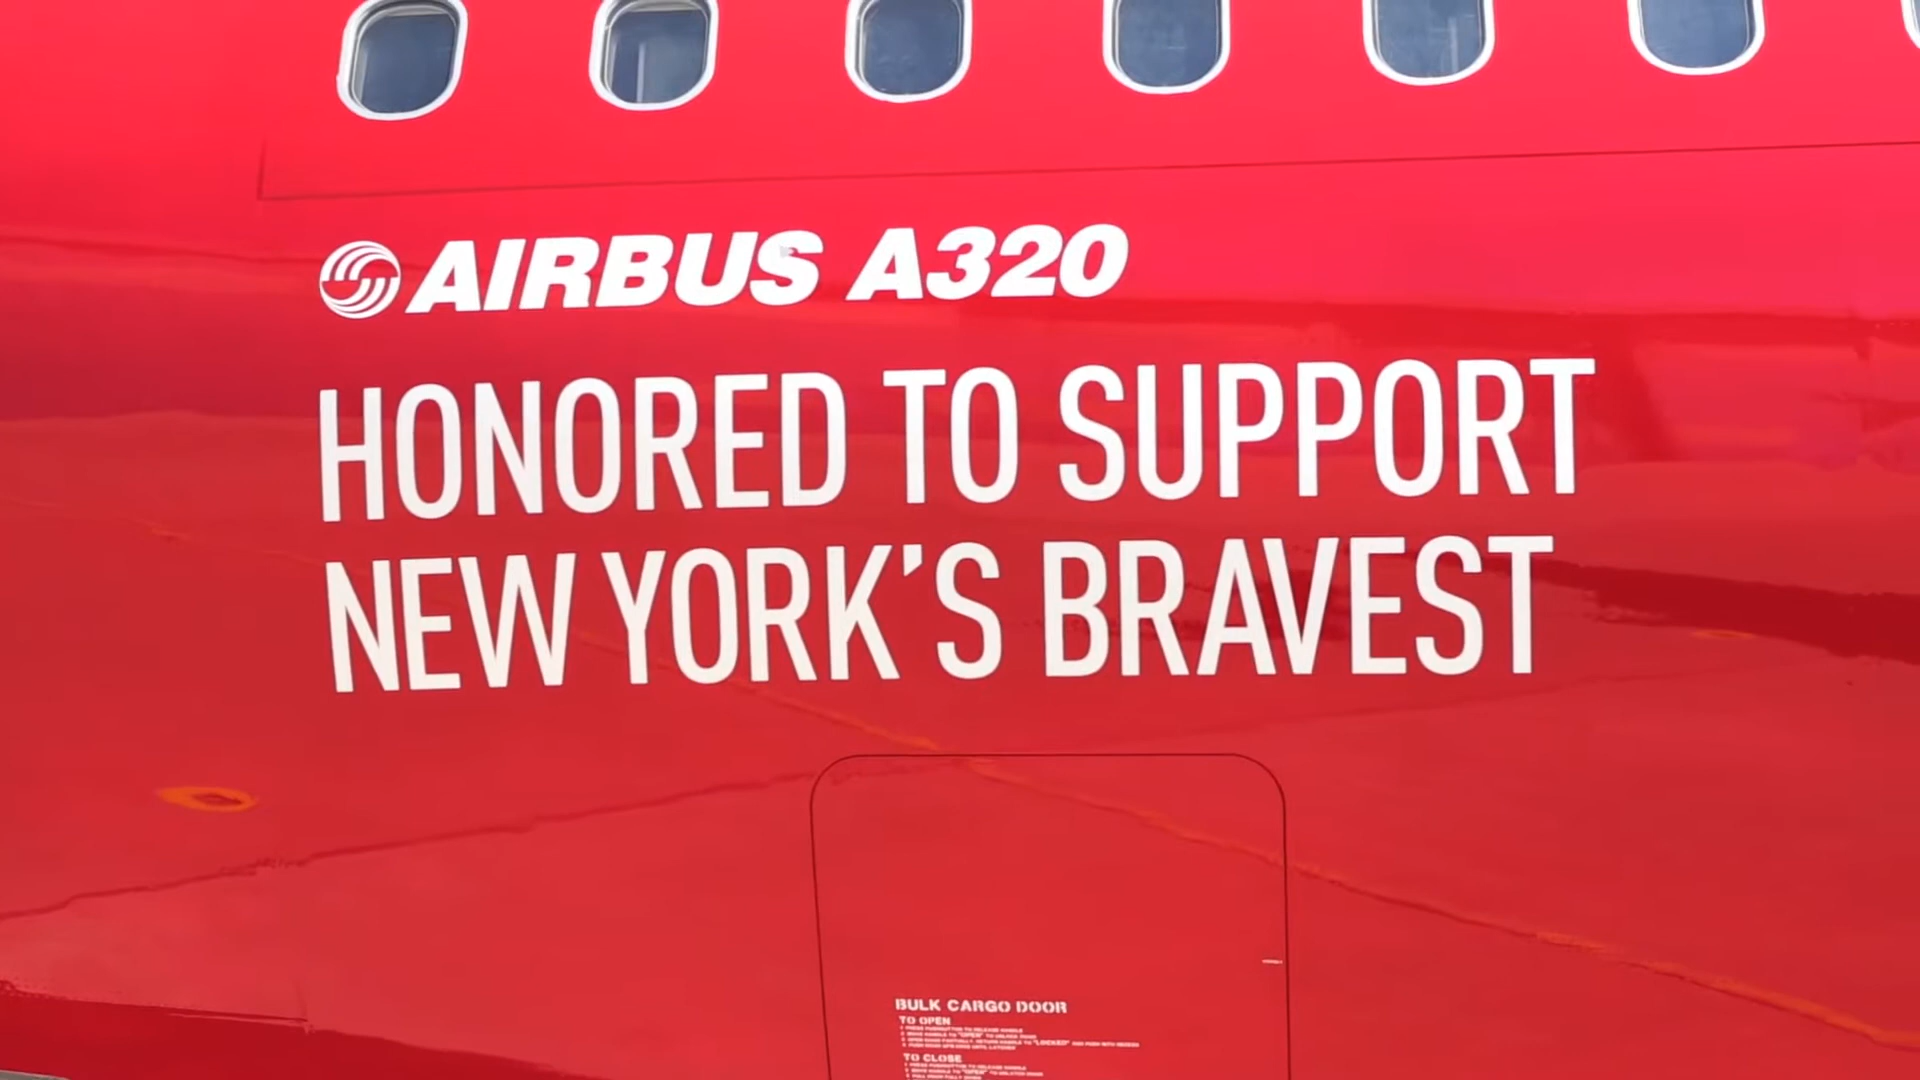 AIRBUS A320
HONORED TO SUPPORT
NEW YORK'S BRAVEST
BULK CARGO DOOR
TO OPEN
TO CLOSE